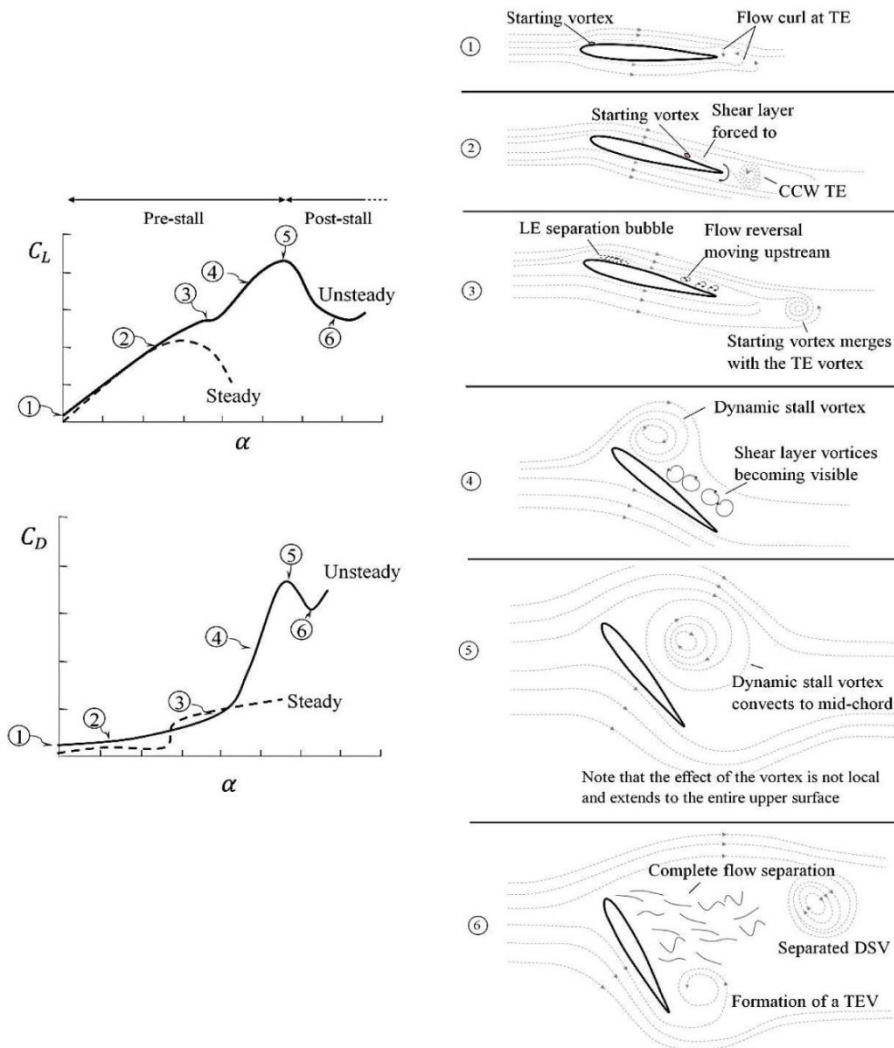 Pre-stall
Post-stall
C_L
①
②
③
④
⑤
⑥
Unsteady
Steady
α
C_D
①
②
③
④
⑤
⑥
Unsteady
Steady
α
①
Starting vortex
Flow curl at TE
②
Starting vortex
Shear layer
forced to
CCW TE
③
LE separation bubble
Flow reversal
moving upstream
Starting vortex merges
with the TE vortex
④
Dynamic stall vortex
Shear layer vortices
becoming visible
⑤
Dynamic stall vortex
convects to mid-chord
Note that the effect of the vortex is not local
and extends to the entire upper surface
⑥
Complete flow separation
Separated DSV
Formation of a TEV